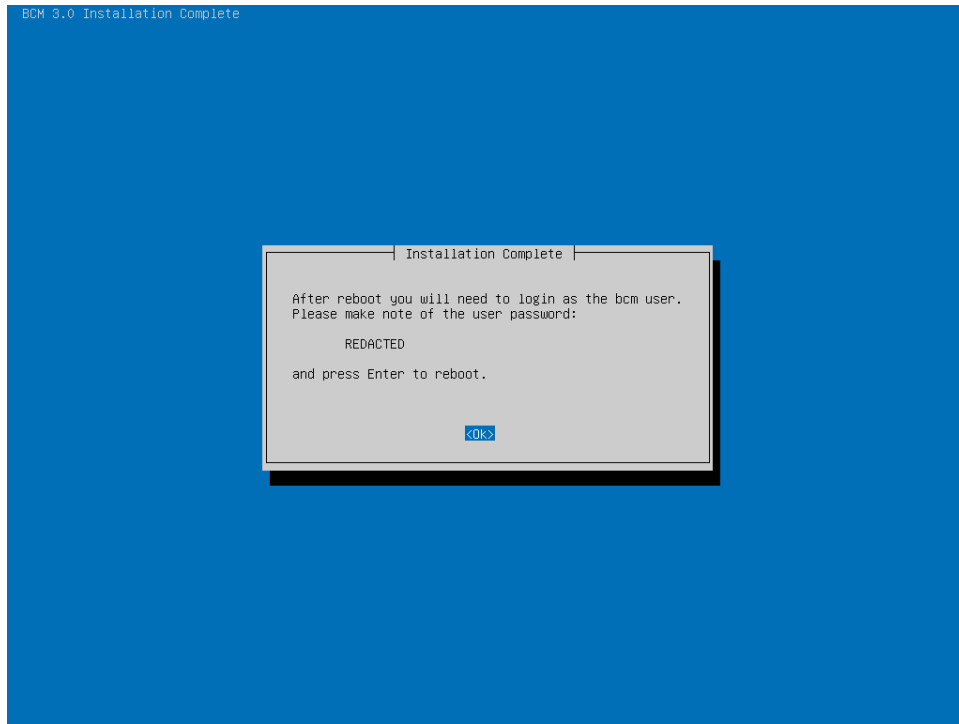 BCM 3.0 Installation Complete
Installation Complete
After reboot you will need to login as the bcm user.
Please make note of the user password:
REDACTED
and press Enter to reboot.
<Ok>